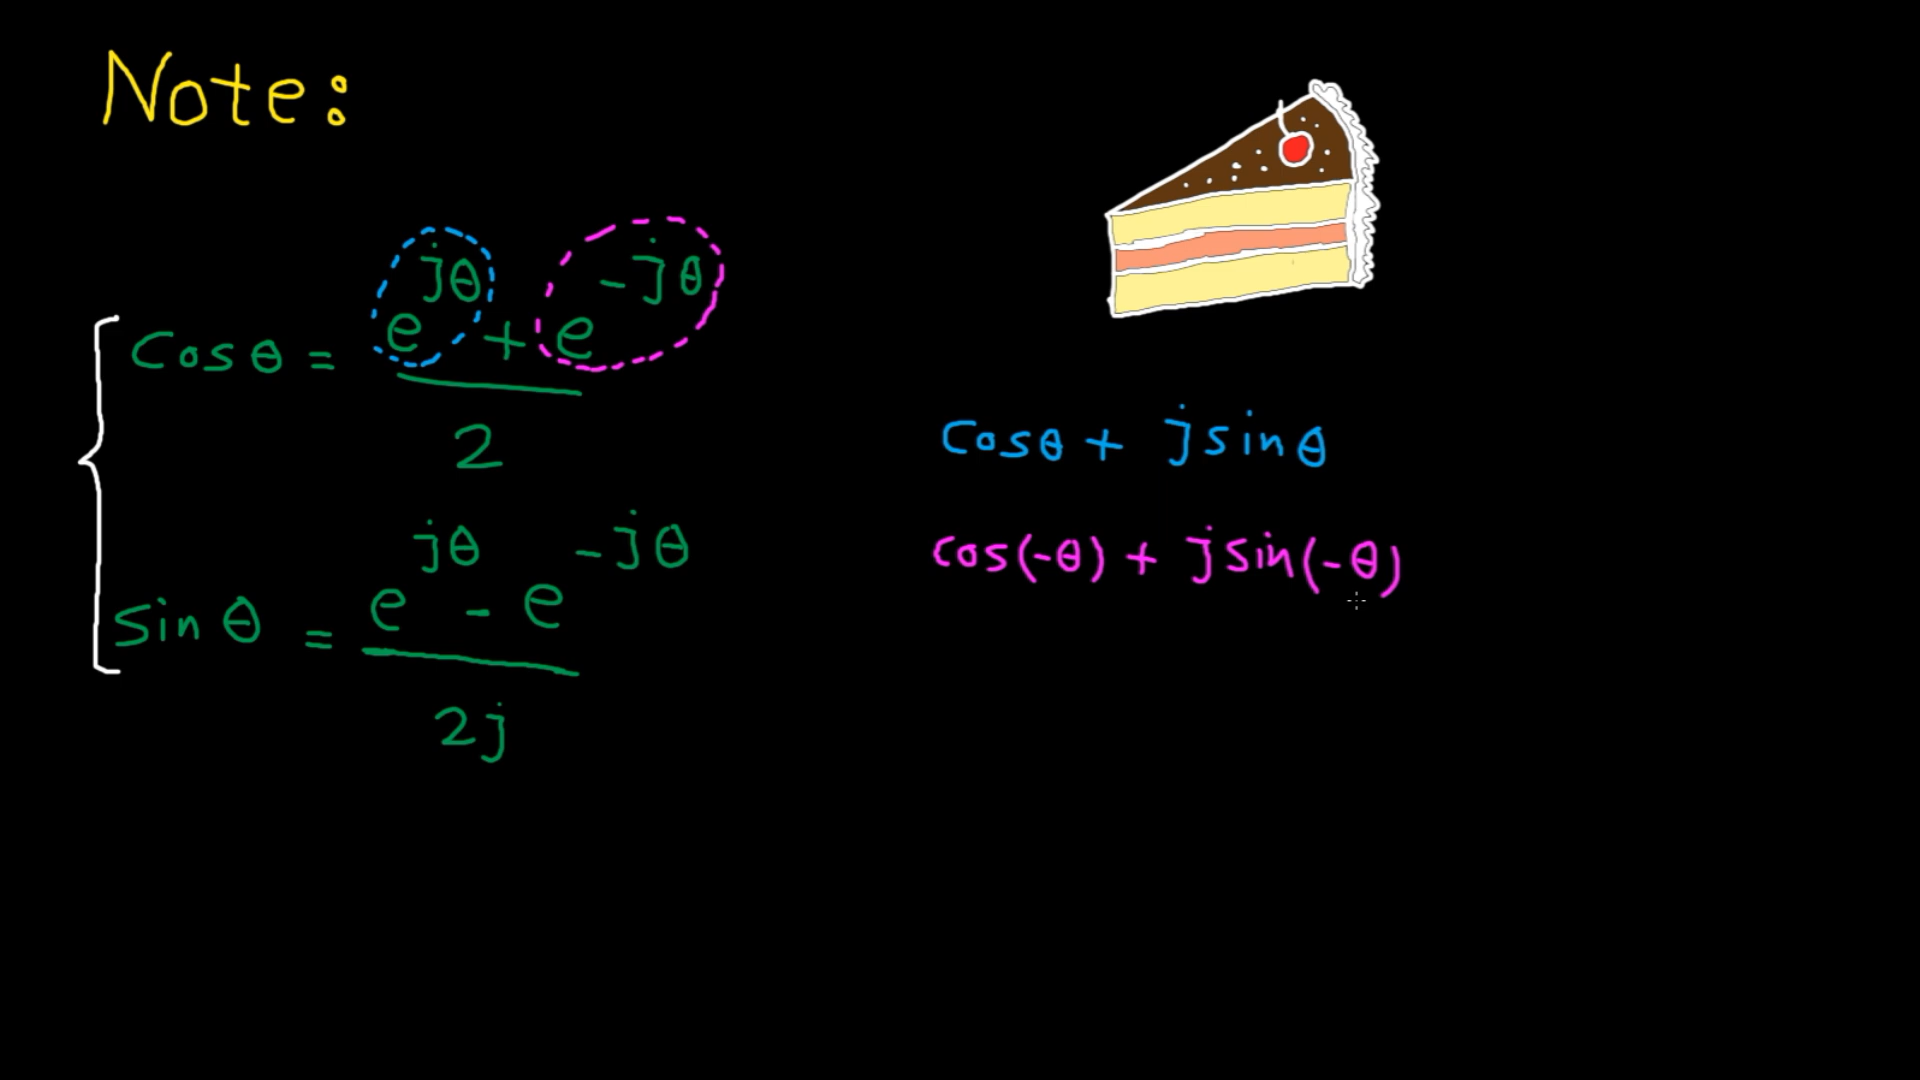 Note:
Cosθ = (e^{jθ} + e^{-jθ}) / 2
Sinθ = (e^{jθ} - e^{-jθ}) / 2j
Cosθ + jsinθ
Cos(-θ) + jsin(-θ)